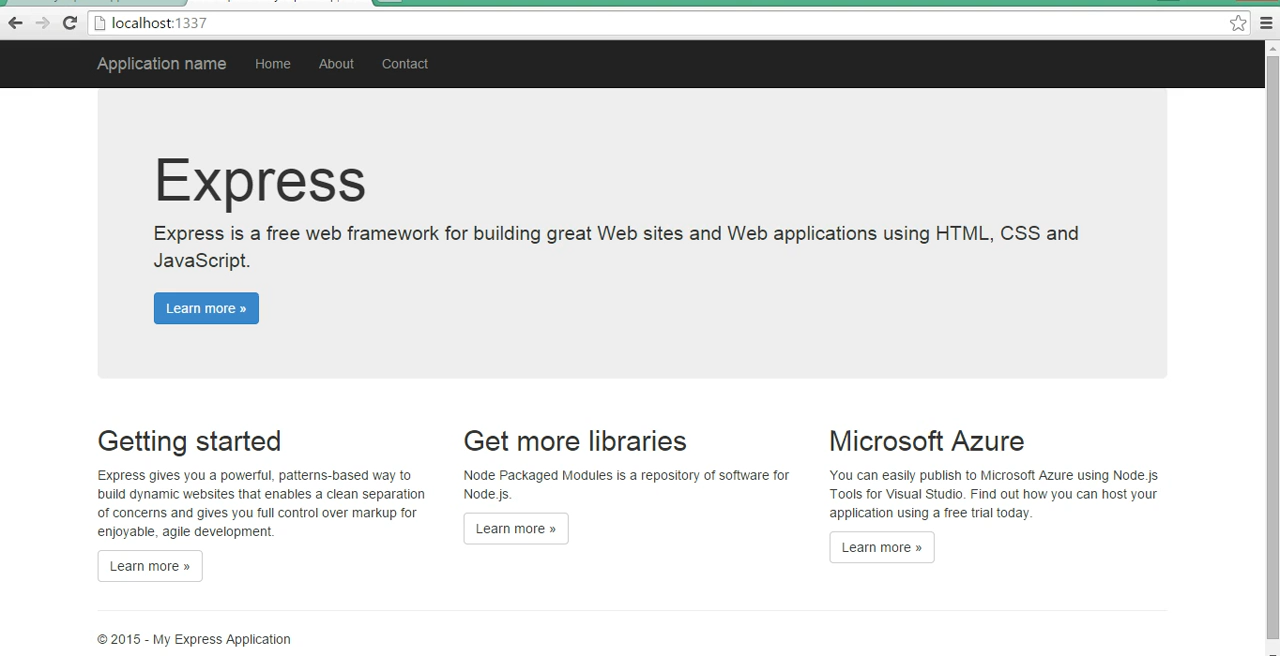 localhost:1337
Application name Home About Contact
Express
Express is a free web framework for building great Web sites and Web applications using HTML, CSS and
JavaScript.
Learn more »
Getting started
Express gives you a powerful, patterns-based way to
build dynamic websites that enables a clean separation
of concerns and gives you full control over markup for
enjoyable, agile development.
Learn more »
Get more libraries
Node Packaged Modules is a repository of software for
Node.js.
Learn more »
Microsoft Azure
You can easily publish to Microsoft Azure using Node.js
Tools for Visual Studio. Find out how you can host your
application using a free trial today.
Learn more »
© 2015 - My Express Application